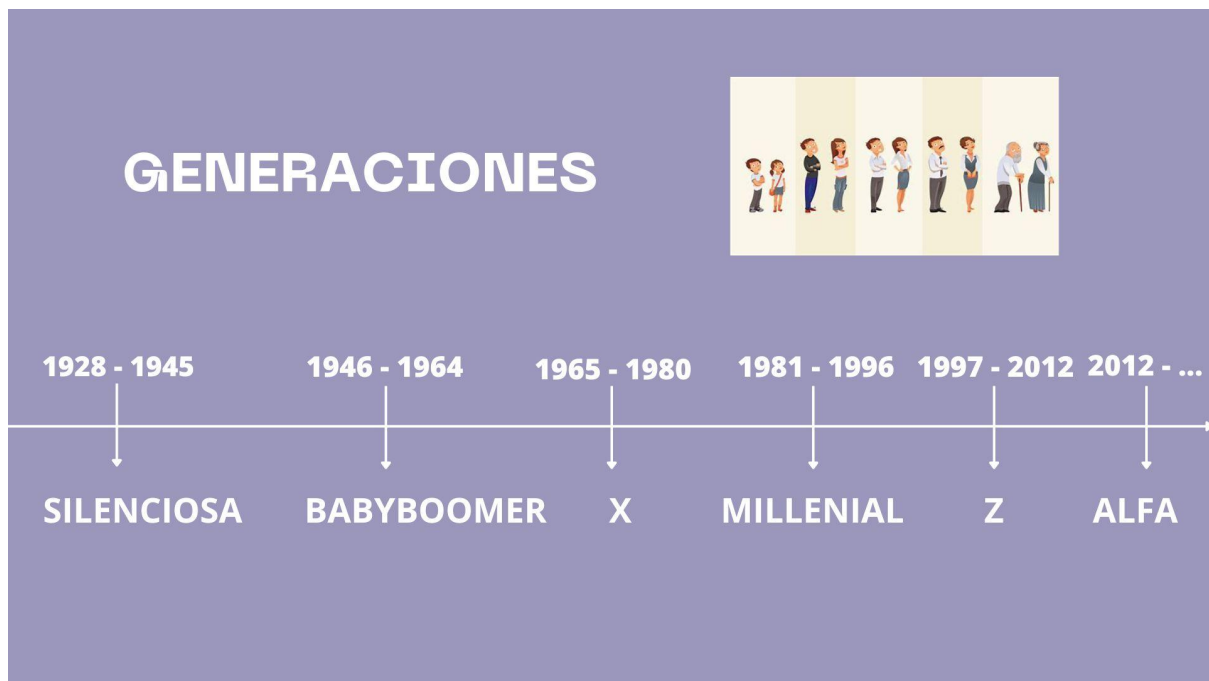 GENERACIONES
1928 - 1945
1946 - 1964
1965 - 1980
1981 - 1996
1997 - 2012
2012 - ...
SILENCIOSA
BABYBOOMER
X
MILLENIAL
Z
ALFA